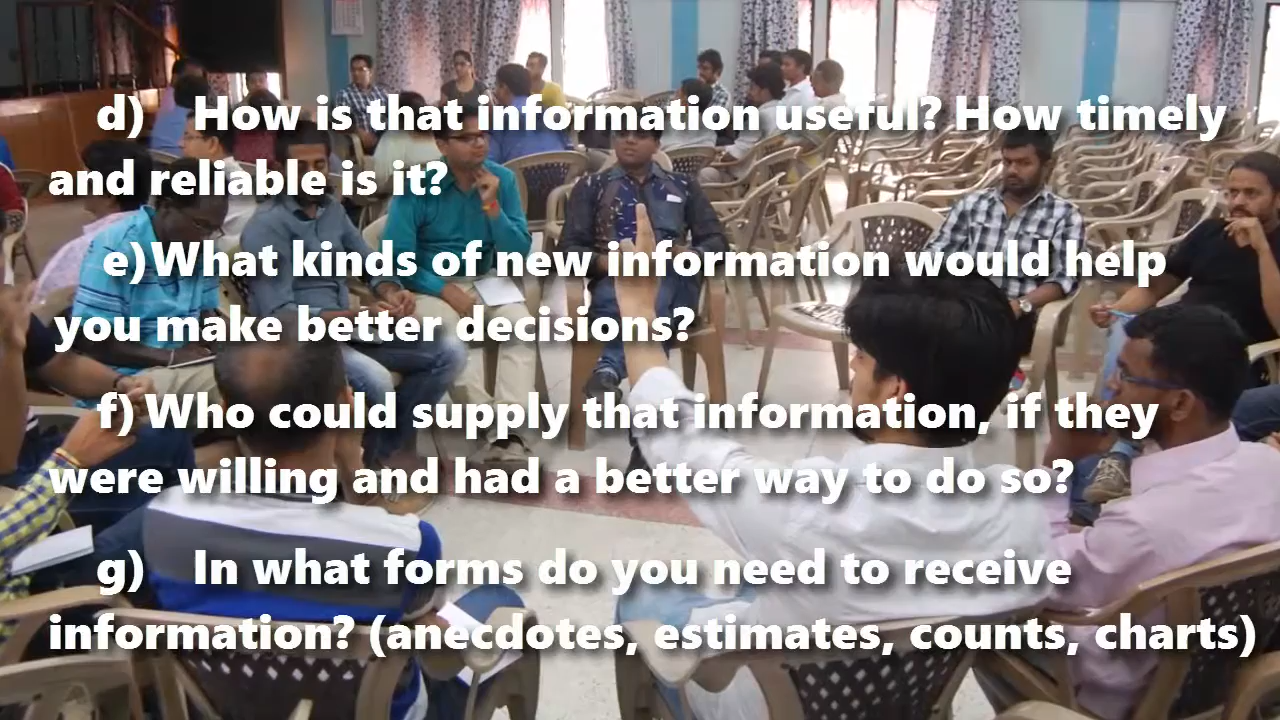 d) How is that information useful? How timely
and reliable is it?
e)What kinds of new information would help
you make better decisions?
f) Who could supply that information, if they
were willing and had a better way to do so?
g) In what forms do you need to receive
information? (anecdotes, estimates, counts, charts)